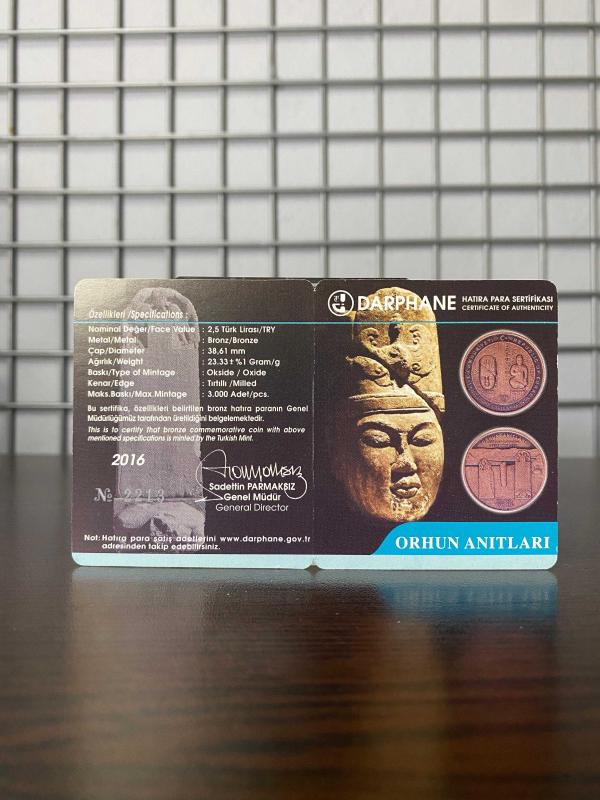 Özellikleri /Specifications :
Nominal Değer/Face Value : 2,5 Türk Lirası/TRY
Metal/Metal : Bronz/Bronze
Çap/Diameter : 38,61 mm
Ağırlık/Weight : 23.33±%1 Gram/g
Baskı/Type of Mintage : Okside / Oxide
Kenar/Edge : Tırtıllı /Milled
Maks.Baskı/Max.Mintage : 3.000 Adet/pcs.
Bu serifika, özellikleri belirtilen bronz hatıra paranın Genel
Müdürlüğümüz tarafından üretildiğini belgelemektedir.
This is to certify that bronze commemorative coin with above
mentioned specifications is minted by the Turkish Mint.
2016
Sadettin PARMAKSIZ
Genel Müdür
General Director
№ 2213
Not: Hatıra para satış adetlerini www.darphane.gov.tr
adresinden takip edebilirsiniz.
DARPHANE
HATIRA PARA SERTİFİKASI
CERTIFICATE OF AUTHENTICITY
ORHUN ANITLARI